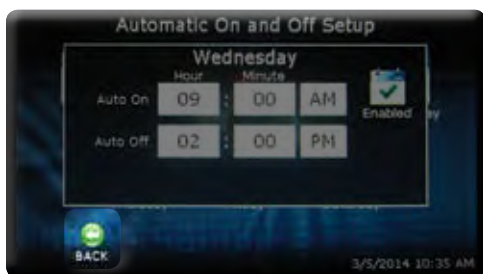 Automatic On and Off Setup
Wednesday
Hour Minute
Auto On 09 : 00 AM
Enabled
Auto Off 02 : 00 PM
BACK
3/5/2014 10:35 AM